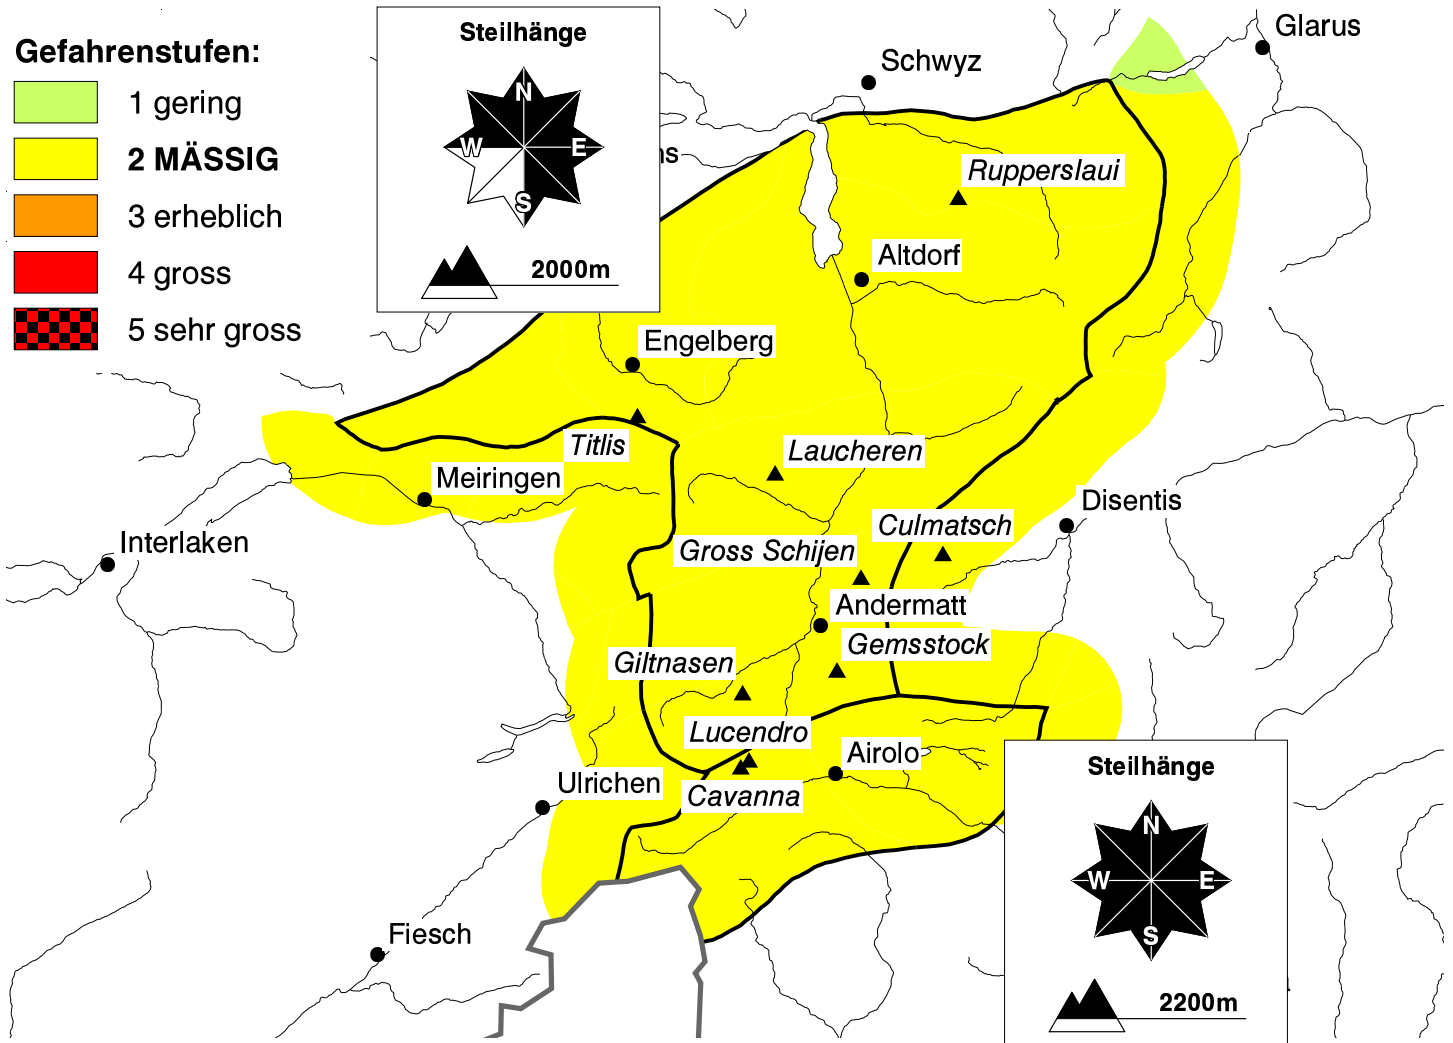 Gefahrenstufen:
1 gering
2 MÄSSIG
3 erheblich
4 gross
5 sehr gross
Steilhänge
N
W
E
S
2000m
ns
Glarus
Schwyz
Rupperslaui
Altdorf
Engelberg
Titlis
Laucheren
Meiringen
Disentis
Culmatsch
Interlaken
Gross Schijen
Andermatt
Gemsstock
Giltnasen
Lucendro
Airolo
Ulrichen
Cavanna
Fiesch
Steilhänge
N
W
E
S
2200m